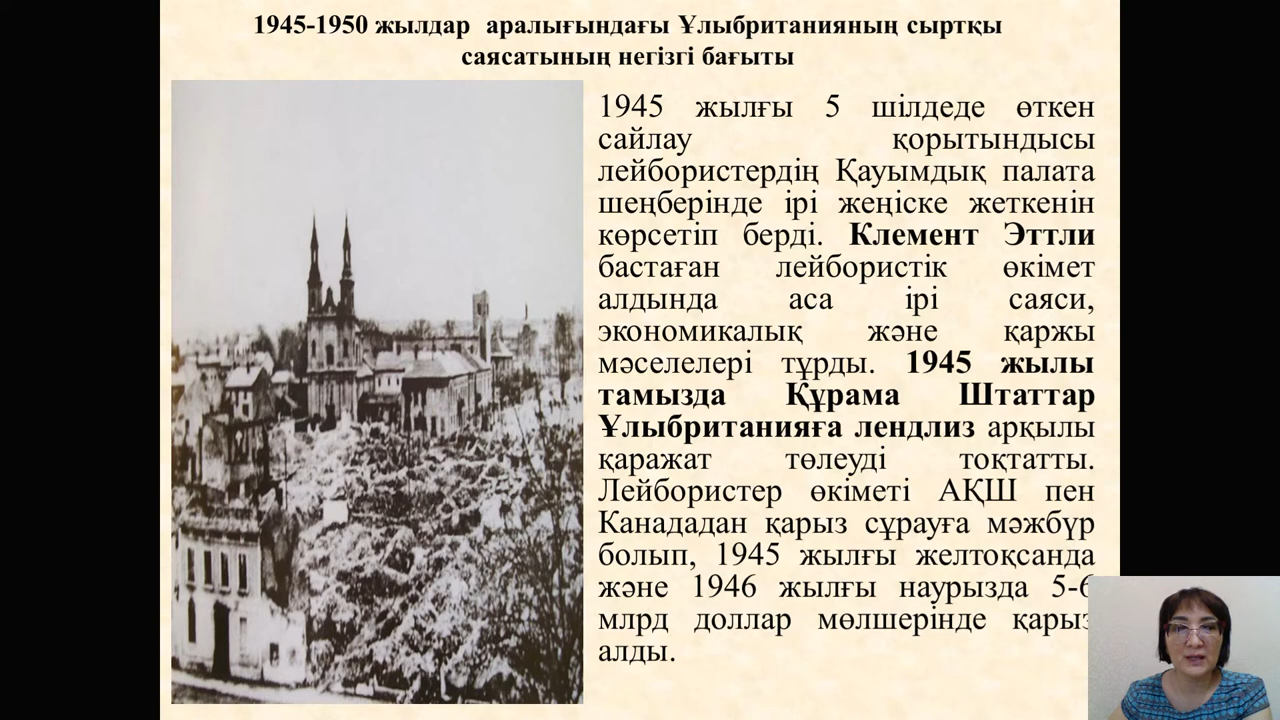 1945-1950 жылдар аралығындағы Ұлыбританияның сыртқы
саясатының негізгі бағыты
1945 жылғы 5 шілдеде өткен
сайлау қорытындысы
лейбористердің Қауымдық палата
шеңберінде ірі жеңіске жеткенін
көрсетіп берді. Клемент Эттли
бастаған лейбористік өкімет
алдында аса ірі саяси,
экономикалық және қаржы
мәселелері тұрды. 1945 жылы
тамызда Құрама Штаттар
Ұлыбританияға лендлиз арқылы
қаражат төлеуді тоқтатты.
Лейбористер өкіметі АҚШ пен
Канададан қарыз сұрауға мәжбүр
болып, 1945 жылғы желтоқсанда
және 1946 жылғы наурызда 5-6
млрд доллар мөлшерінде қарыз
алды.